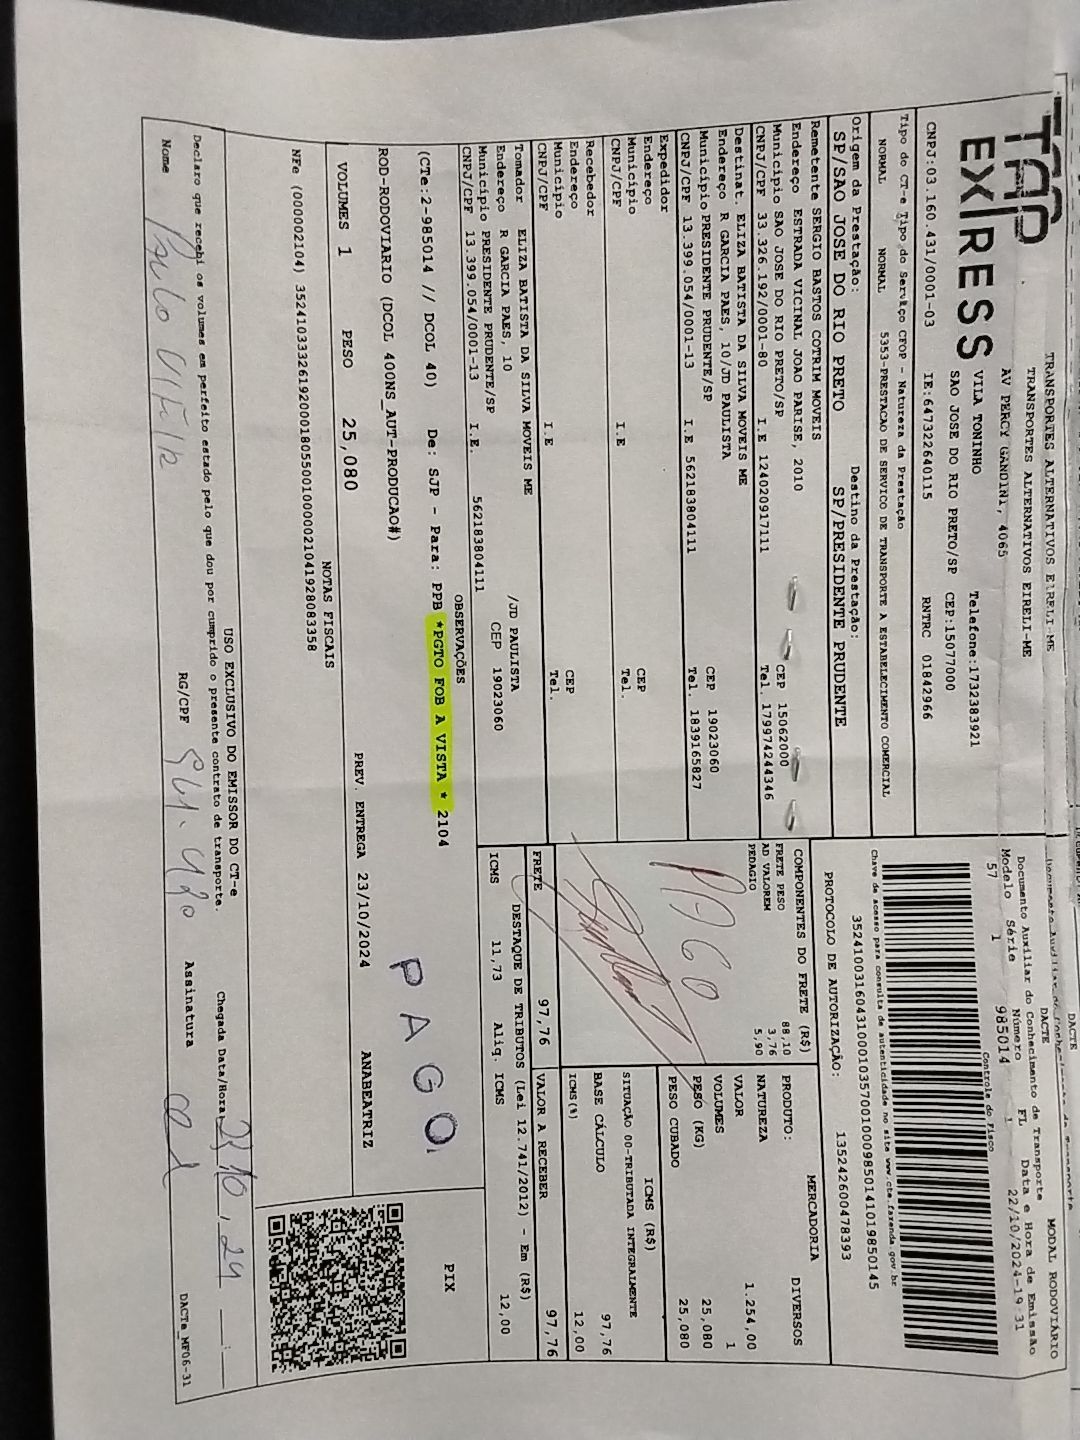 TRANSPORTES ALTERNATIVOS EIRELI-ME
TAP EXPRESS
TRANSPORTES ALTERNATIVOS EIRELI-ME
AV PERCY GANDINI, 4065
VILA TONINHO Telefone:1732383921
SAO JOSE DO RIO PRETO/SP CEP:15077000
CNPJ:03.160.431/0001-03 IE:647322640115 RNTRC 01842966
DACTE
DACTE MODAL RODOVIÁRIO
Documento Auxiliar do Conhecimento de Transporte
Modelo Série Número FL Data e Hora de Emissão
57 1 985014 1 22/10/2024-19:31
Controle do Fisco
Chave de acesso para consulta de autenticidade no site www.cte.fazenda.gov.br
35241003160431000103570010009850141019850145
PROTOCOLO DE AUTORIZAÇÃO: 135242600478393
Tipo do CT-e Tipo do Serviço CFOP - Natureza da Prestação
NORMAL NORMAL 5353-PRESTACAO DE SERVICO DE TRANSPORTE A ESTABELECIMENTO COMERCIAL
Origem da Prestação: Destino da Prestação:
SP/SAO JOSE DO RIO PRETO SP/PRESIDENTE PRUDENTE
Remetente SERGIO BASTOS COTRIM MOVEIS
Endereço ESTRADA VICINAL JOAO PARISE, 2010
Município SAO JOSE DO RIO PRETO/SP CEP 15062000
CNPJ/CPF 33.326.192/0001-80 I.E 124020917111 Tel. 17997424346
Destinat. ELIZA BATISTA DA SILVA MOVEIS ME
Endereço R GARCIA PAES, 10/JD PAULISTA
Município PRESIDENTE PRUDENTE/SP CEP 19023060
CNPJ/CPF 13.399.054/0001-13 I.E 562183804111 Tel. 1839165827
Expedidor
Endereço
Município CEP
CNPJ/CPF I.E Tel.
Recebedor
Endereço
Município CEP
CNPJ/CPF I.E Tel.
Tomador ELIZA BATISTA DA SILVA MOVEIS ME
Endereço R GARCIA PAES, 10 /JD PAULISTA
Município PRESIDENTE PRUDENTE/SP CEP 19023060
CNPJ/CPF 13.399.054/0001-13 I.E. 562183804111
COMPONENTES DO FRETE (R$)
FRETE PESO 88,10
AD VALOREM 3,76
PEDAGIO 5,90
PAGO
FRETE 97,76
MERCADORIA
PRODUTO: DIVERSOS
NATUREZA
VALOR 1.254,00
VOLUMES 1
PESO (KG) 25,080
PESO CUBADO 25,080
ICMS (R$)
SITUAÇÃO 00-TRIBUTADA INTEGRALMENTE
BASE CÁLCULO 97,76
ICMS(%) 12,00
VALOR A RECEBER 97,76
DESTAQUE DE TRIBUTOS (Lei 12.741/2012) - Em (R$)
ICMS 11,73 Alíq. ICMS 12,00
OBSERVAÇÕES
(CTe:2-985014 // DCOL 40) De: SJP - Para: PPB *PGTO FOB A VISTA * 2104
ROD-RODOVIARIO (DCOL 400NS_AUT-PRODUCAO#)
PAGO
PIX
VOLUMES 1 PESO 25,080 PREV. ENTREGA 23/10/2024 ANABEATRIZ
NOTAS FISCAIS
NFe (000002104) 35241033326192000180550010000021041928083358
USO EXCLUSIVO DO EMISSOR DO CT-e
Declaro que recebi os volumes em perfeito estado pelo que dou por cumprido o presente contrato de transporte. Chegada Data/Hora 23/10/24
Nome Paulo RG/CPF Assinatura
DACTe_MF06-31